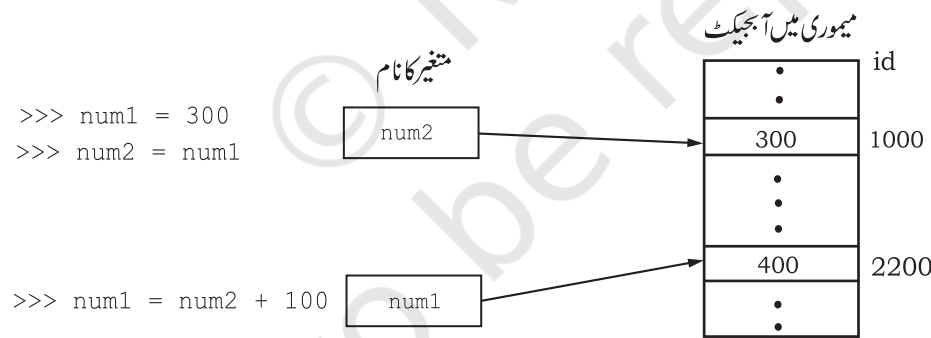 میموری میں آبجیکٹ
id
متغیر کا نام
>>> num1 = 300
>>> num2 = num1
num2
300
1000
400
2200
>>> num1 = num2 + 100
num1